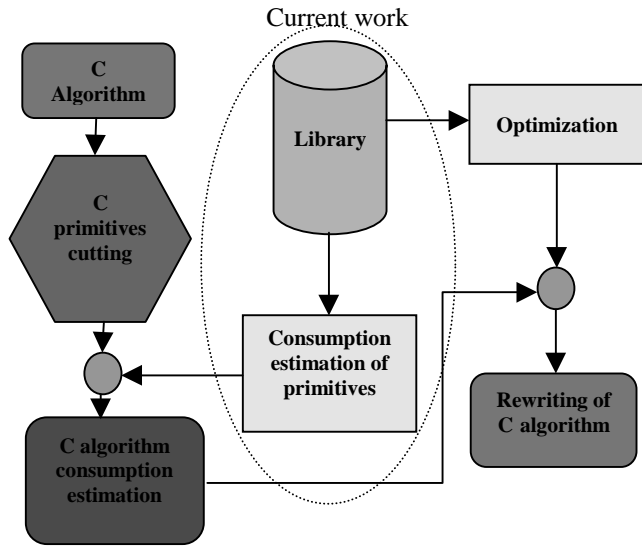 Current work
C
Algorithm
Library
Optimization
C
primitives
cutting
Consumption
estimation of
primitives
Rewriting of
C algorithm
C algorithm
consumption
estimation